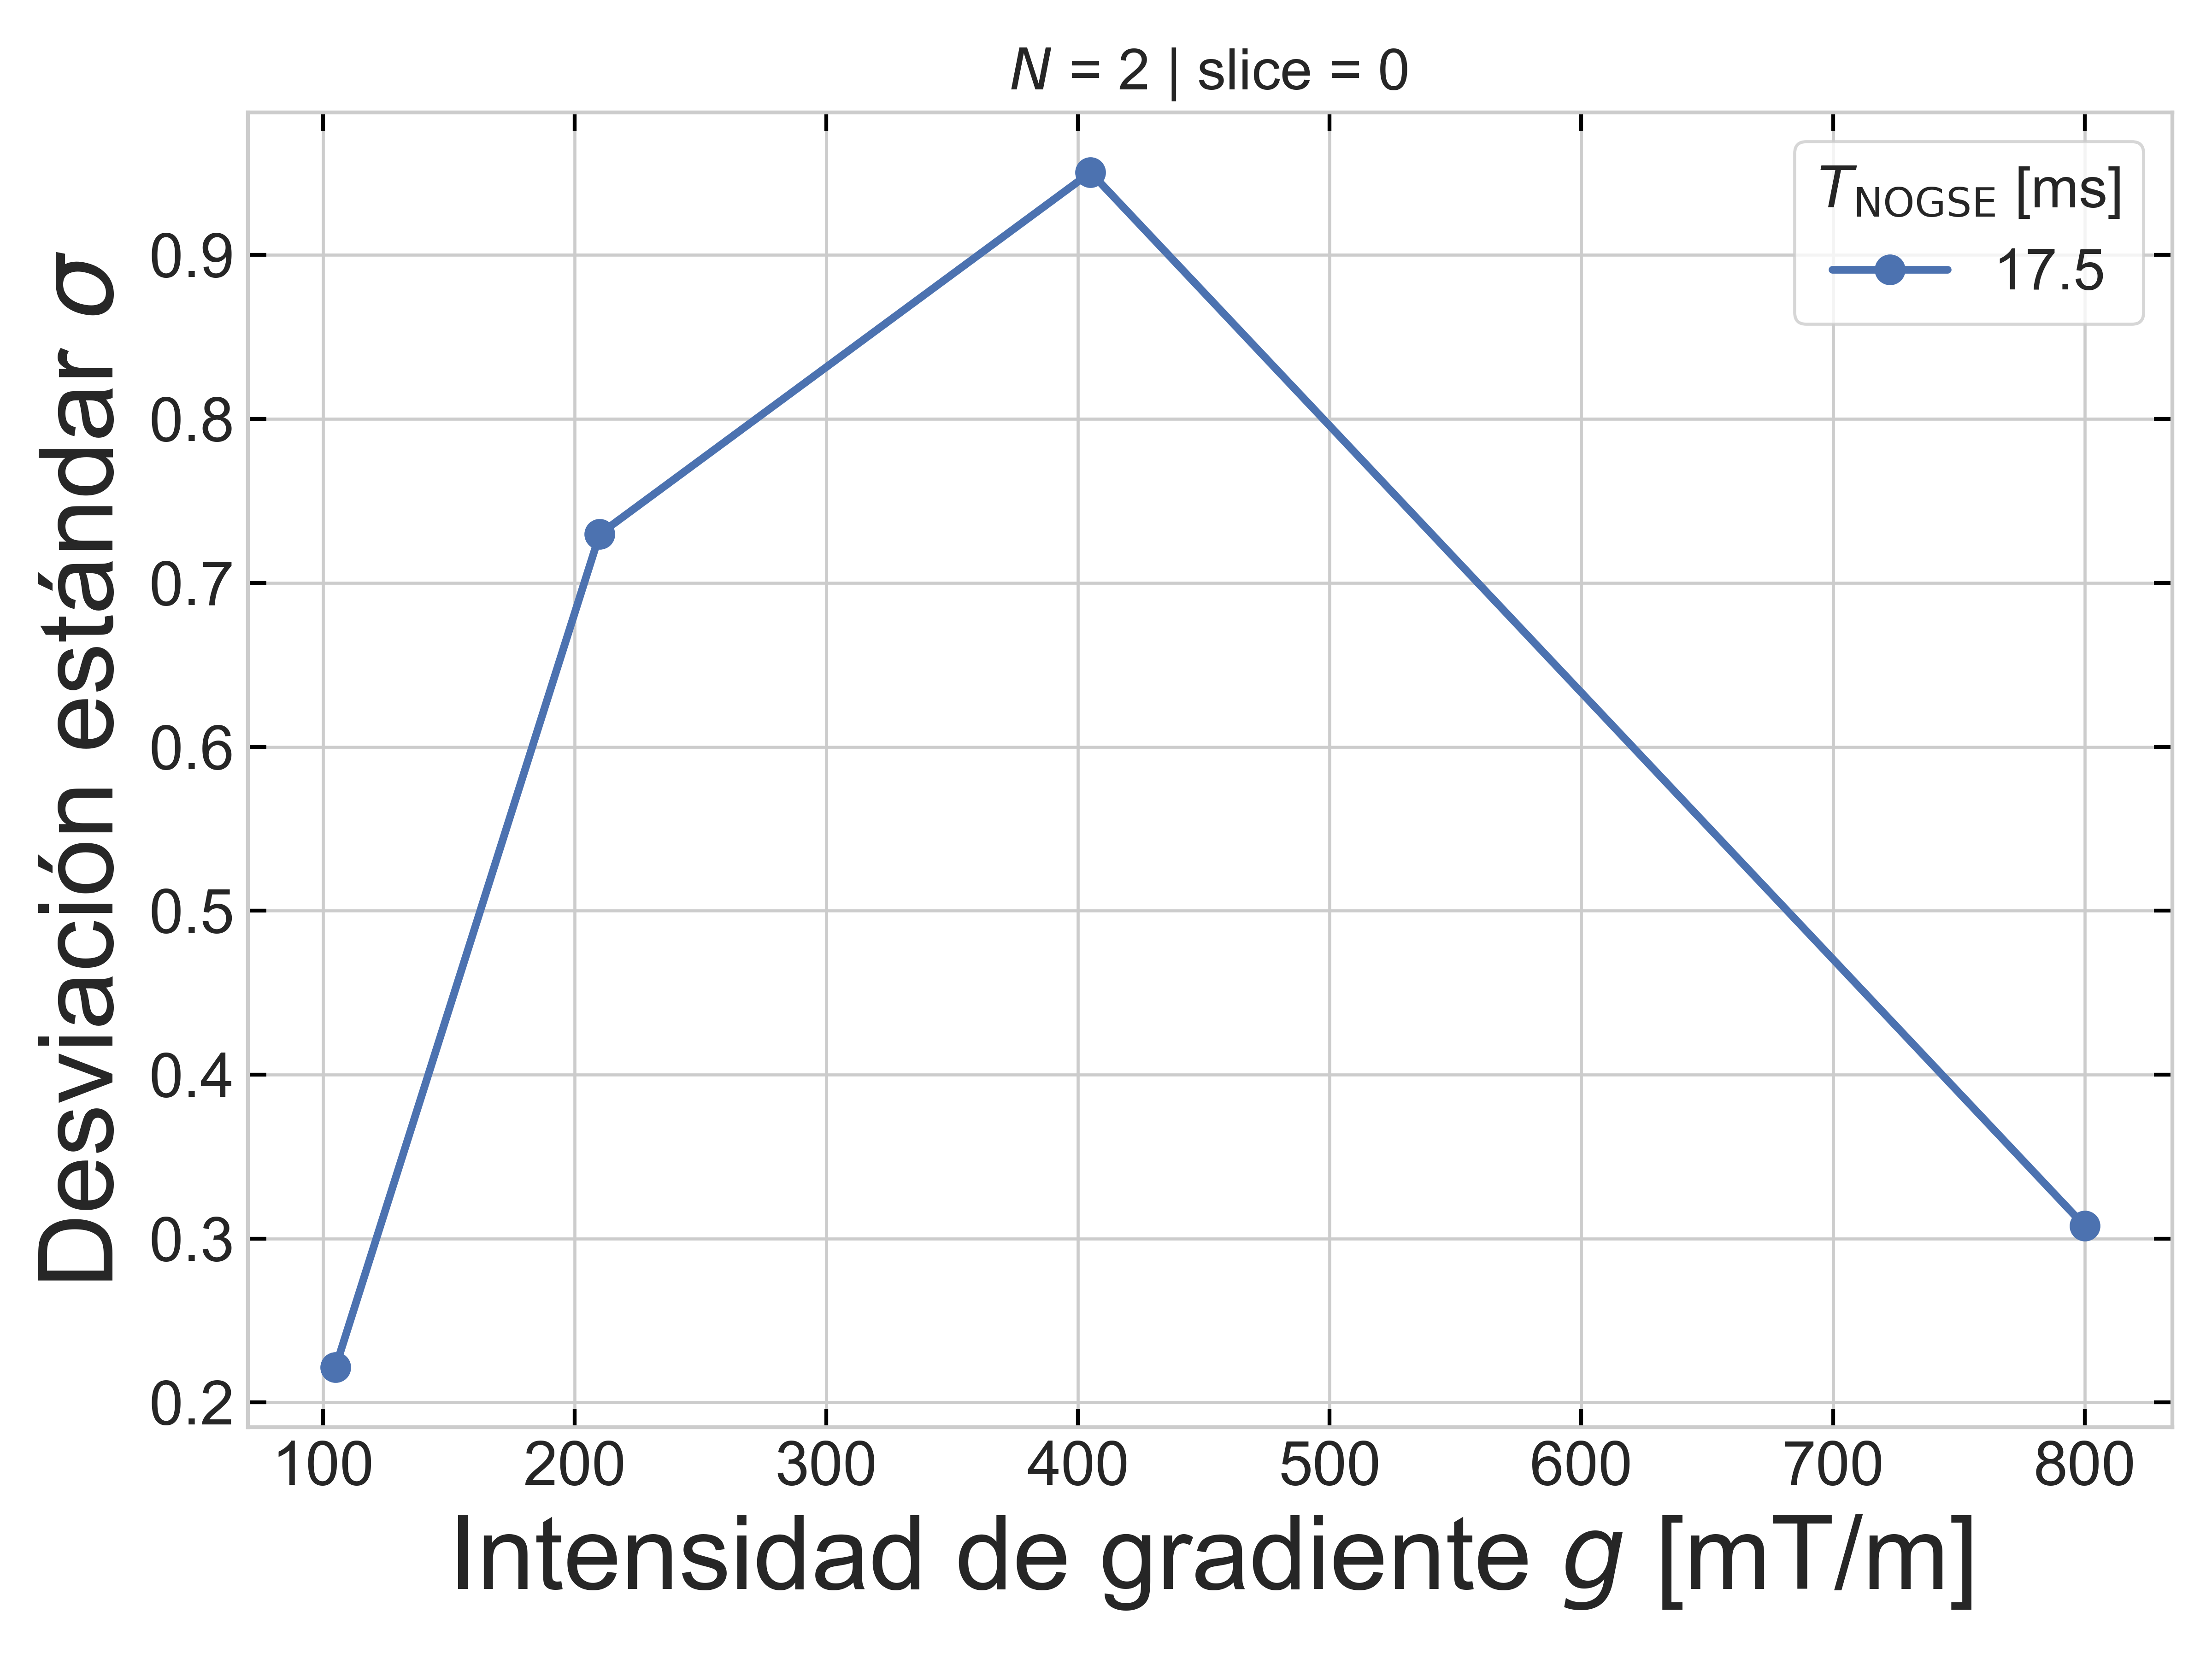 N = 2 | slice = 0
Desviación estándar σ
0.9
0.8
0.7
0.6
0.5
0.4
0.3
0.2
T_NOGSE [ms]
17.5
100 200 300 400 500 600 700 800
Intensidad de gradiente g [mT/m]